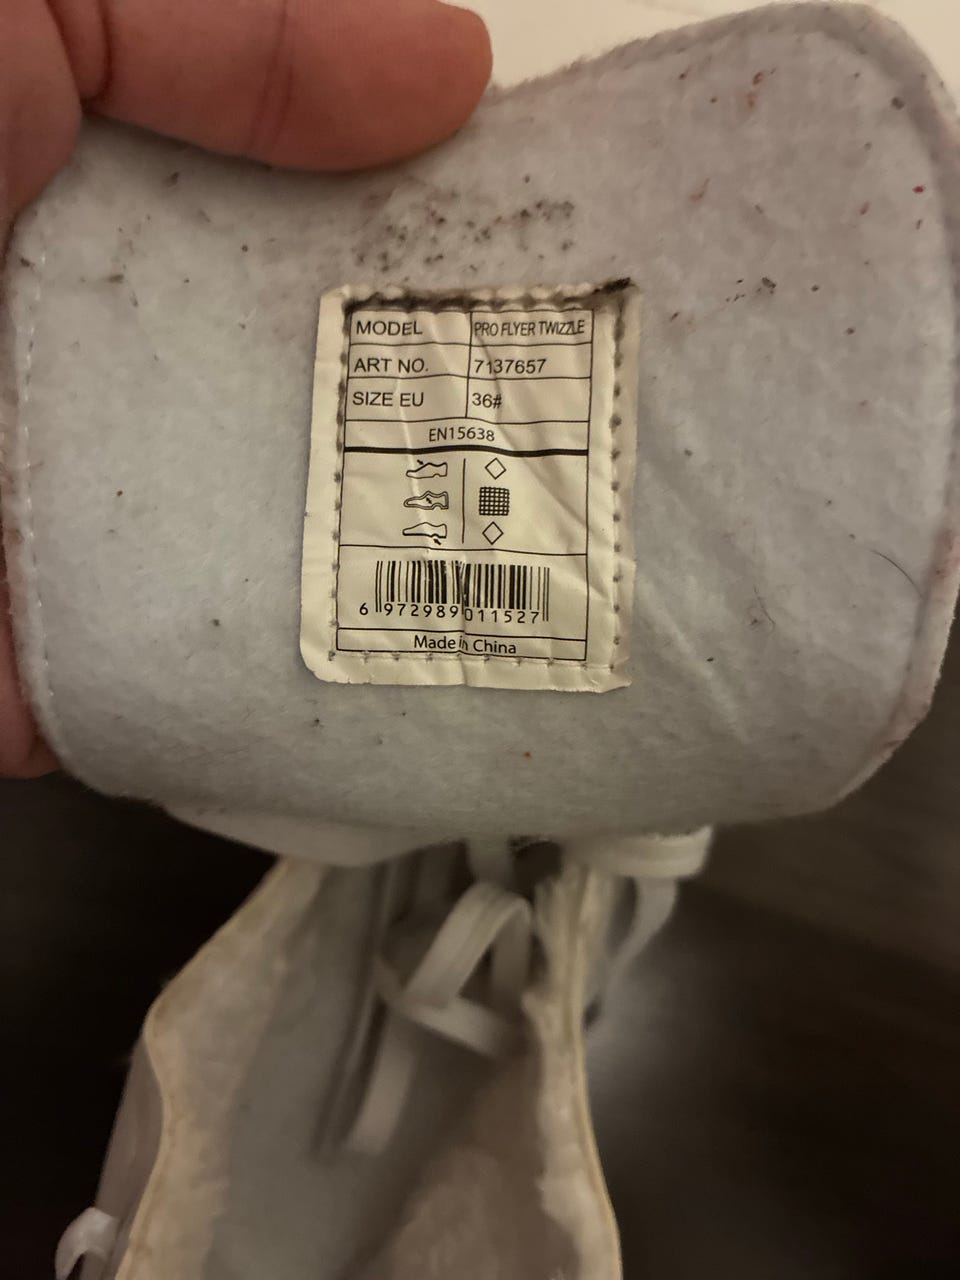 MODEL PRO FLYER TWIZZLE
ART NO. 7137657
SIZE EU 36#
EN15638
6 972989 011527
Made in China